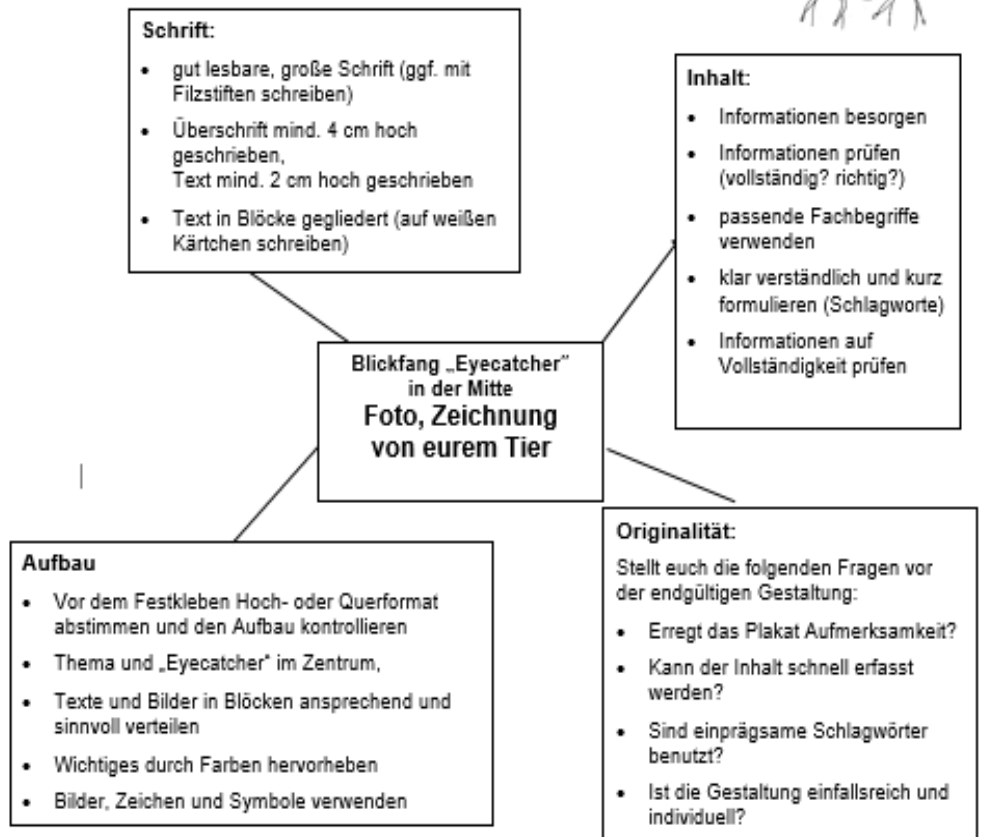 Schrift:
• gut lesbare, große Schrift (ggf. mit
Filzstiften schreiben)
• Überschrift mind. 4 cm hoch
geschrieben,
Text mind. 2 cm hoch geschrieben
• Text in Blöcke gegliedert (auf weißen
Kärtchen schreiben)
Inhalt:
• Informationen besorgen
• Informationen prüfen
(vollständig? richtig?)
• passende Fachbegriffe
verwenden
• klar verständlich und kurz
formulieren (Schlagworte)
• Informationen auf
Vollständigkeit prüfen
Blickfang „Eyecatcher"
in der Mitte
Foto, Zeichnung
von eurem Tier
Aufbau
• Vor dem Festkleben Hoch- oder Querformat
abstimmen und den Aufbau kontrollieren
• Thema und „Eyecatcher" im Zentrum,
• Texte und Bilder in Blöcken ansprechend und
sinnvoll verteilen
• Wichtiges durch Farben hervorheben
• Bilder, Zeichen und Symbole verwenden
Originalität:
Stellt euch die folgenden Fragen vor
der endgültigen Gestaltung:
• Erregt das Plakat Aufmerksamkeit?
• Kann der Inhalt schnell erfasst
werden?
• Sind einprägsame Schlagwörter
benutzt?
• Ist die Gestaltung einfallsreich und
individuell?